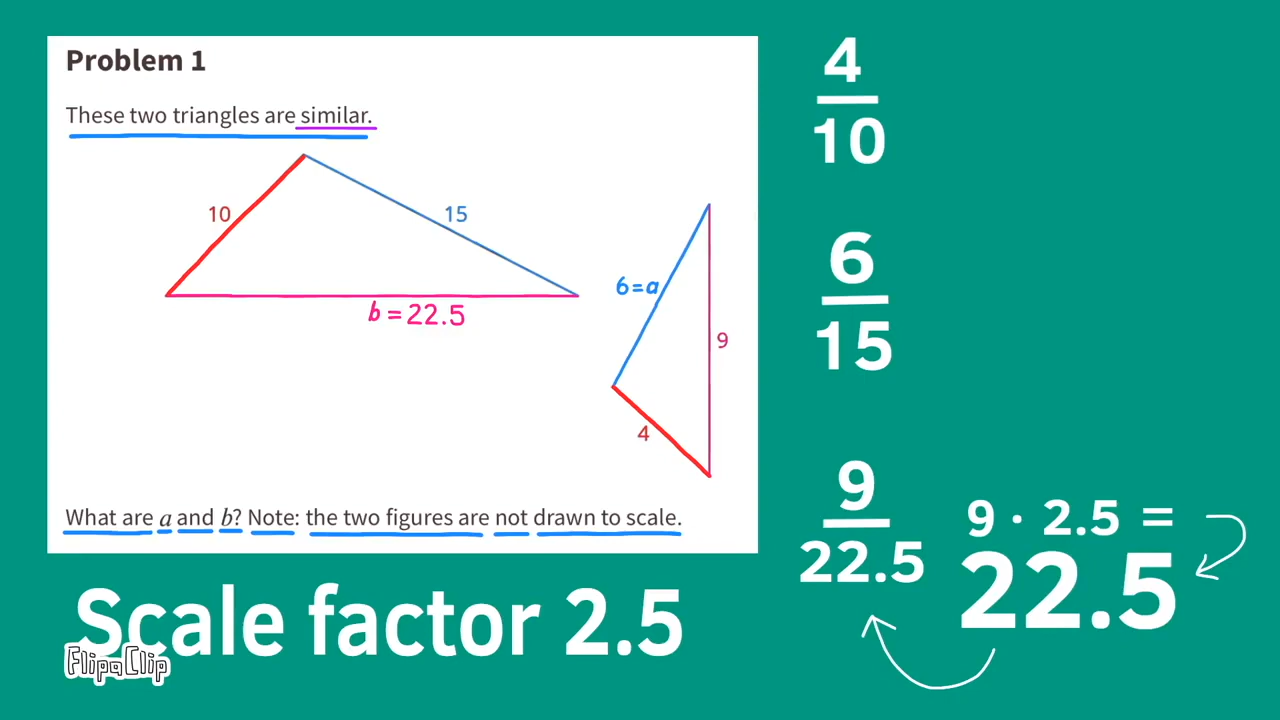 Problem 1
These two triangles are similar.
10
15
b = 22.5
6 = a
9
4
What are a and b? Note: the two figures are not drawn to scale.
4
10
6
15
9
22.5
9 · 2.5 =
22.5
Scale factor 2.5
FlipaClip